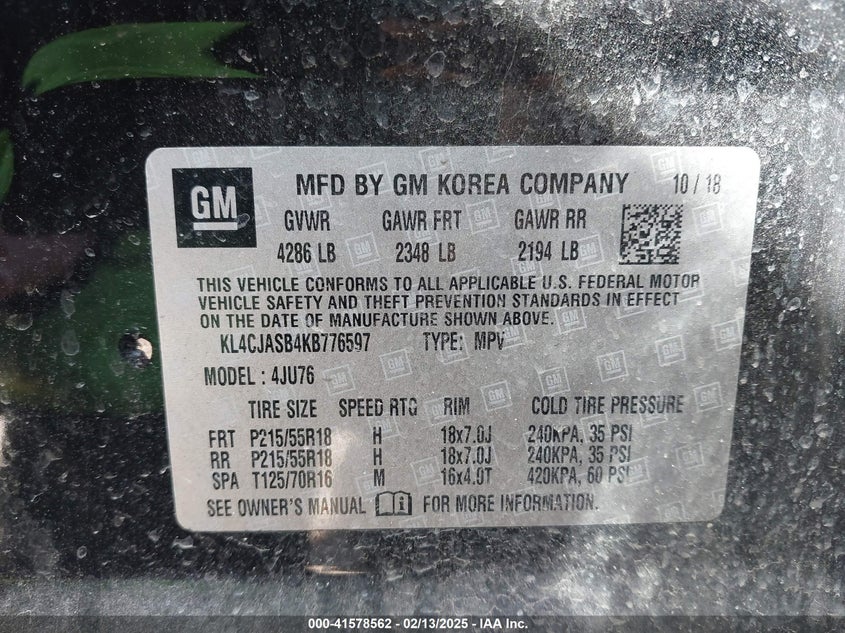 GM MFD BY GM KOREA COMPANY 10 / 18
GVWR GAWR FRT GAWR RR
4286 LB 2348 LB 2194 LB
THIS VEHICLE CONFORMS TO ALL APPLICABLE U.S. FEDERAL MOTOR
VEHICLE SAFETY AND THEFT PREVENTION STANDARDS IN EFFECT
ON THE DATE OF MANUFACTURE SHOWN ABOVE.
KL4CJASB4KB776597 TYPE: MPV
MODEL : 4JU76
TIRE SIZE SPEED RTG RIM COLD TIRE PRESSURE
FRT P215/55R18 H 18x7.0J 240KPA, 35 PSI
RR P215/55R18 H 18x7.0J 240KPA, 35 PSI
SPA T125/70R16 M 16x4.0T 420KPA, 60 PSI
SEE OWNER'S MANUAL FOR MORE INFORMATION.
000-41578562 — 02/13/2025 — IAA Inc.